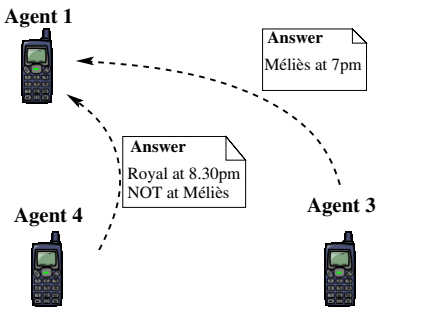 Agent 1
Answer
Méliès at 7pm
Answer
Royal at 8.30pm
NOT at Méliès
Agent 4
Agent 3